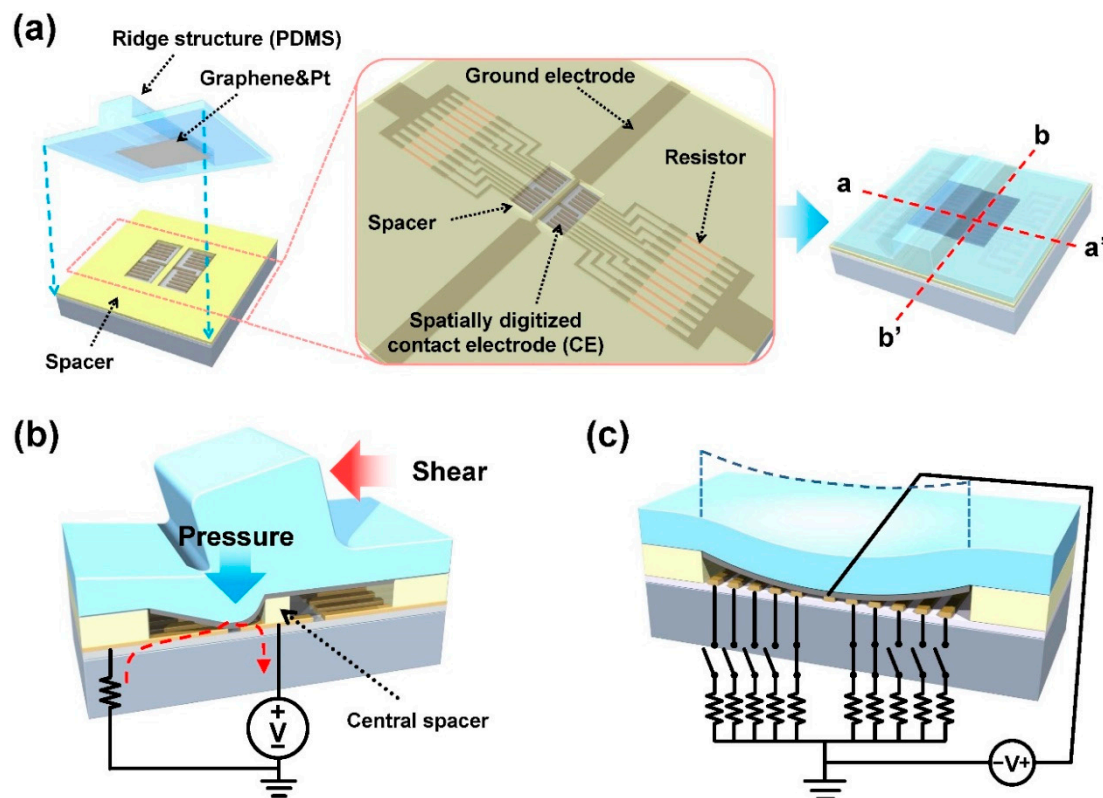 (a)
Ridge structure (PDMS)
Graphene&Pt
Spacer
Ground electrode
Resistor
Spacer
Spatially digitized
contact electrode (CE)
b
a
a'
b'
(b)
Shear
Pressure
+
V
−
Central spacer
(c)
−V+